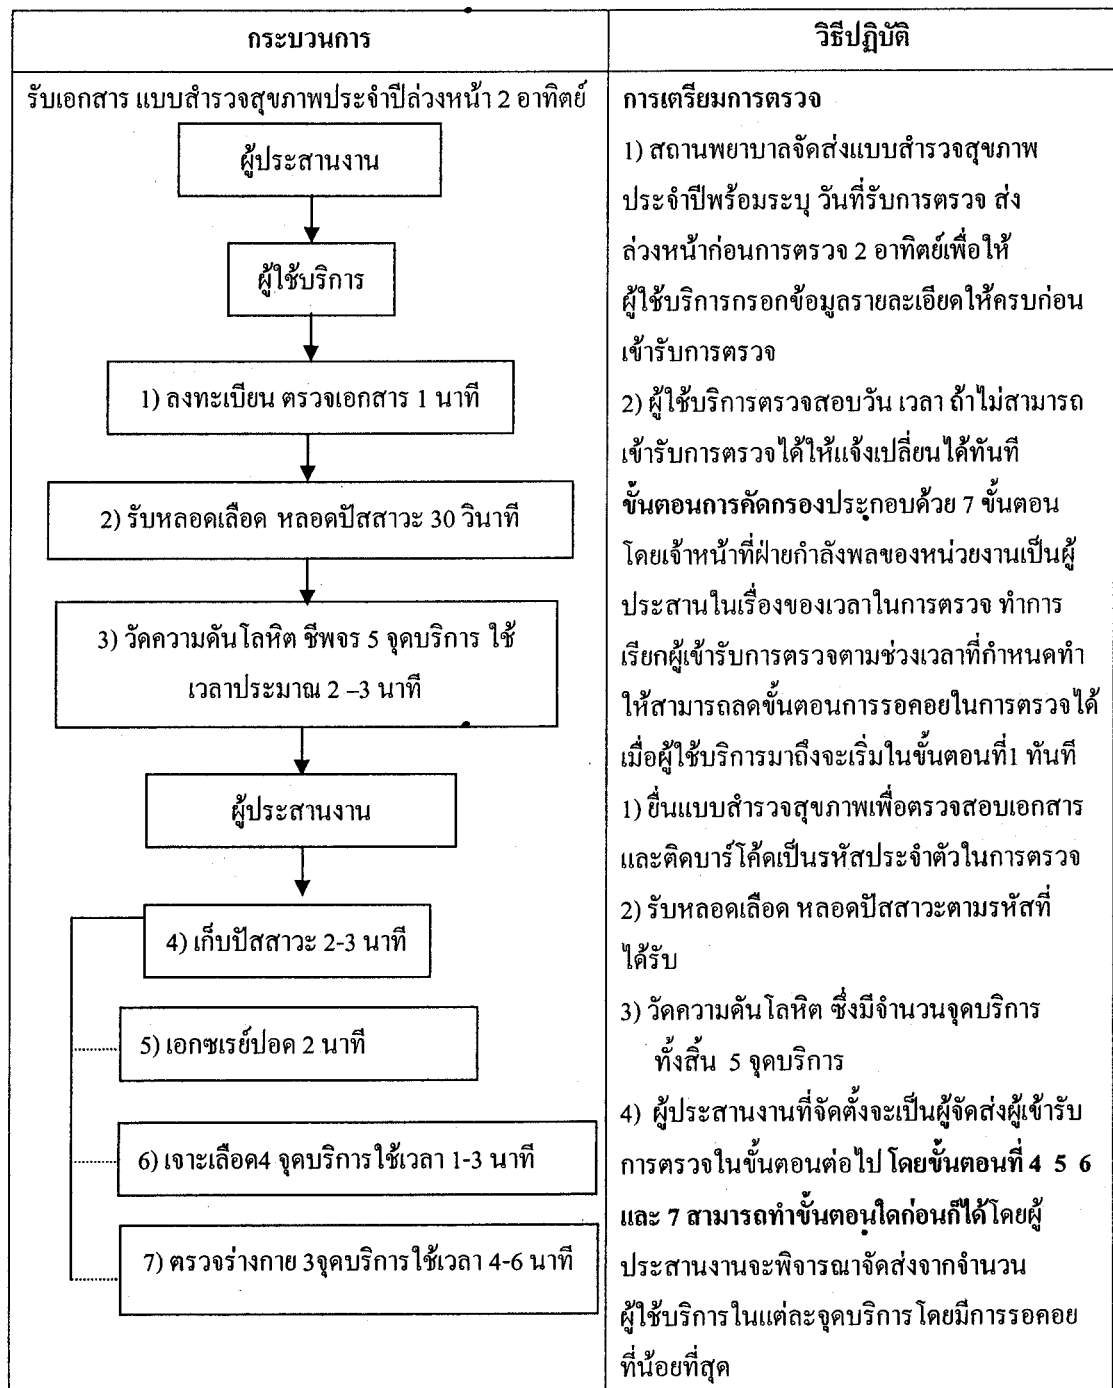 กระบวนการ
รับเอกสาร แบบสำรวจสุขภาพประจำปีล่วงหน้า 2 อาทิตย์
ผู้ประสานงาน
ผู้ใช้บริการ
1) ลงทะเบียน ตรวจเอกสาร 1 นาที
2) รับหลอดเลือด หลอดปัสสาวะ 30 วินาที
3) วัดความดันโลหิต ชีพจร 5 จุดบริการ ใช้
เวลาประมาณ 2 –3 นาที
ผู้ประสานงาน
4) เก็บปัสสาวะ 2-3 นาที
5) เอกซเรย์ปอด 2 นาที
6) เจาะเลือด4 จุดบริการใช้เวลา 1-3 นาที
7) ตรวจร่างกาย 3จุดบริการใช้เวลา 4-6 นาที
วิธีปฏิบัติ
การเตรียมการตรวจ
1) สถานพยาบาลจัดส่งแบบสำรวจสุขภาพ
ประจำปีพร้อมระบุ วันที่รับการตรวจ ส่ง
ล่วงหน้าก่อนการตรวจ 2 อาทิตย์เพื่อให้
ผู้ใช้บริการกรอกข้อมูลรายละเอียดให้ครบก่อน
เข้ารับการตรวจ
2) ผู้ใช้บริการตรวจสอบวัน เวลา ถ้าไม่สามารถ
เข้ารับการตรวจได้ให้แจ้งเปลี่ยนได้ทันที
ขั้นตอนการคัดกรองประกอบด้วย 7 ขั้นตอน
โดยเจ้าหน้าที่ฝ่ายกำลังพลของหน่วยงานเป็นผู้
ประสานในเรื่องของเวลาในการตรวจ ทำการ
เรียกผู้เข้ารับการตรวจตามช่วงเวลาที่กำหนดทำ
ให้สามารถลดขั้นตอนการรอคอยในการตรวจได้
เมื่อผู้ใช้บริการมาถึงจะเริ่มในขั้นตอนที่1 ทันที
1) ยื่นแบบสำรวจสุขภาพเพื่อตรวจสอบเอกสาร
และติดบาร์โค้ดเป็นรหัสประจำตัวในการตรวจ
2) รับหลอดเลือด หลอดปัสสาวะตามรหัสที่
ได้รับ
3) วัดความดันโลหิต ซึ่งมีจำนวนจุดบริการ
ทั้งสิ้น 5 จุดบริการ
4) ผู้ประสานงานที่จัดตั้งจะเป็นผู้จัดส่งผู้เข้ารับ
การตรวจในขั้นตอนต่อไป โดยขั้นตอนที่ 4 5 6
และ 7 สามารถทำขั้นตอนใดก่อนก็ได้โดยผู้
ประสานงานจะพิจารณาจัดส่งจากจำนวน
ผู้ใช้บริการในแต่ละจุดบริการโดยมีการรอคอย
ที่น้อยที่สุด